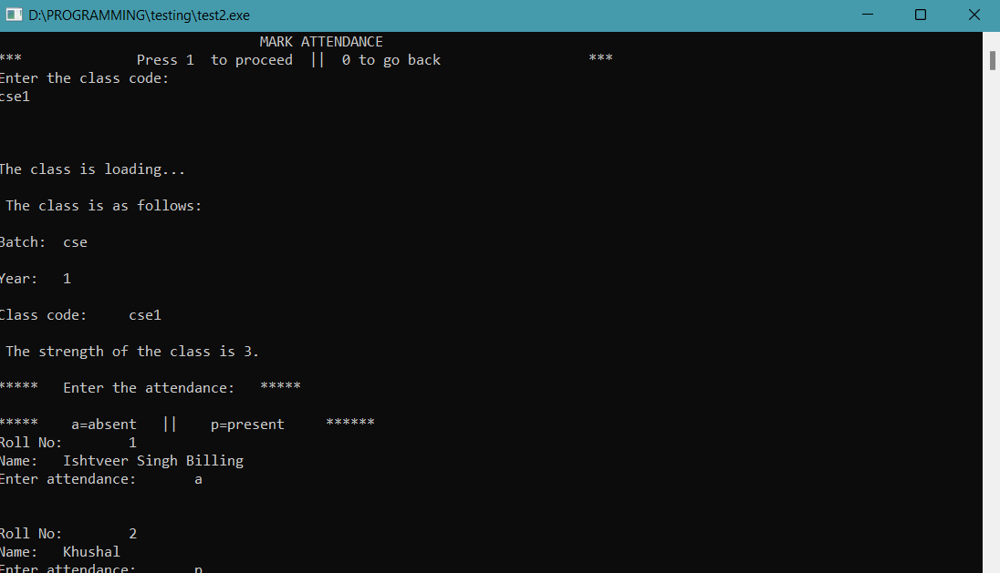 D:\PROGRAMMING\testing\test2.exe
MARK ATTENDANCE
*** Press 1 to proceed || 0 to go back ***
Enter the class code:
cse1
The class is loading...
The class is as follows:
Batch: cse
Year: 1
Class code: cse1
The strength of the class is 3.
***** Enter the attendance: *****
***** a=absent || p=present ******
Roll No: 1
Name: Ishtveer Singh Billing
Enter attendance: a
Roll No: 2
Name: Khushal
Enter attendance: p